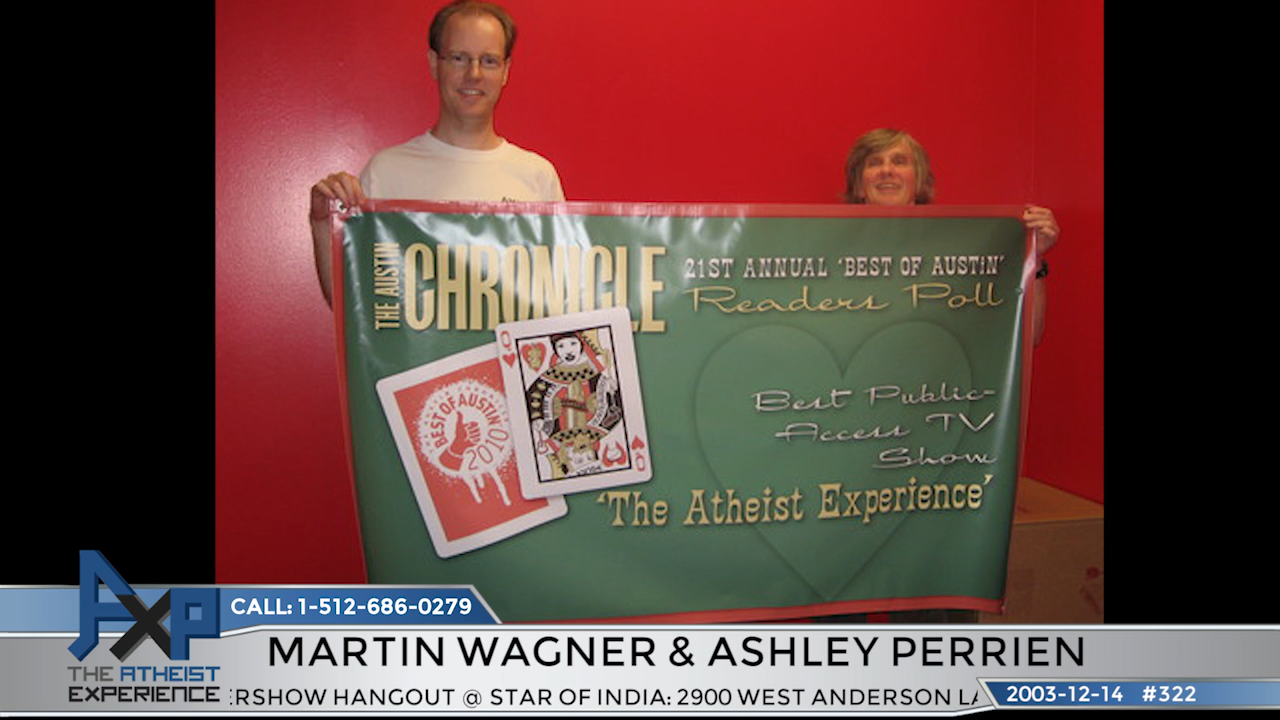 THE AUSTIN
CHRONICLE
21ST ANNUAL 'BEST OF AUSTIN'
Readers Poll
Q
BEST OF AUSTIN
2010
Q
Best Public-
Access TV
Show
'The Atheist Experience'
AXP
THE ATHEIST
EXPERIENCE
CALL: 1-512-686-0279
MARTIN WAGNER & ASHLEY PERRIEN
ERSHOW HANGOUT @ STAR OF INDIA: 2900 WEST ANDERSON LA
2003-12-14 #322